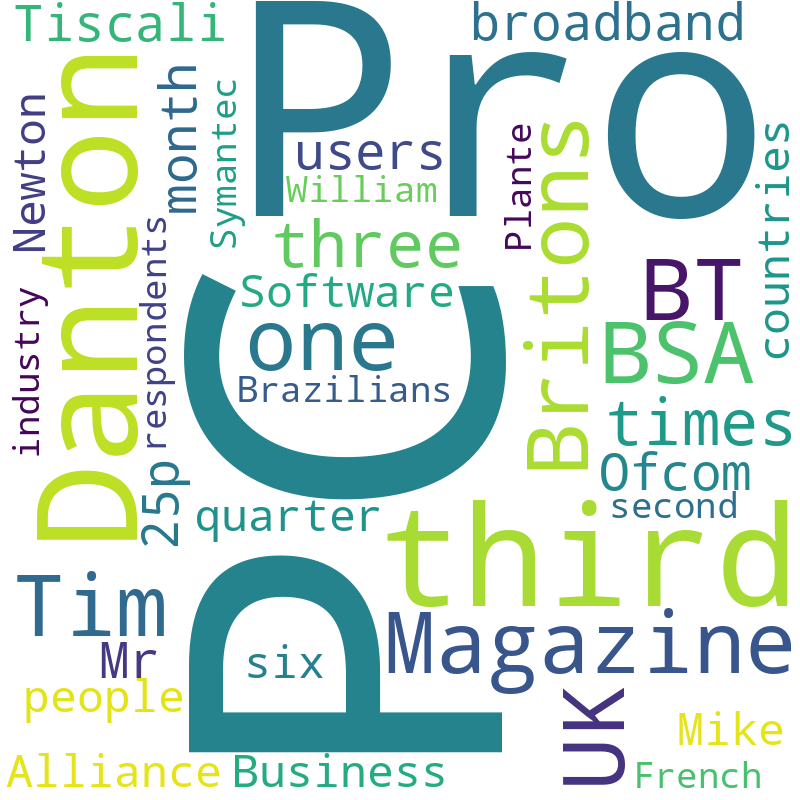 Tiscali
broadband
Pro
Danton
Newton
month
Symantec
users
William
Plante
Britons
countries
three
respondents
Software
BT
PC
one
BSA
industry
Brazilians
times
Ofcom
25p
quarter
second
third
Tim
Magazine
Mr
six
people
UK
Mike
Alliance
Business
French